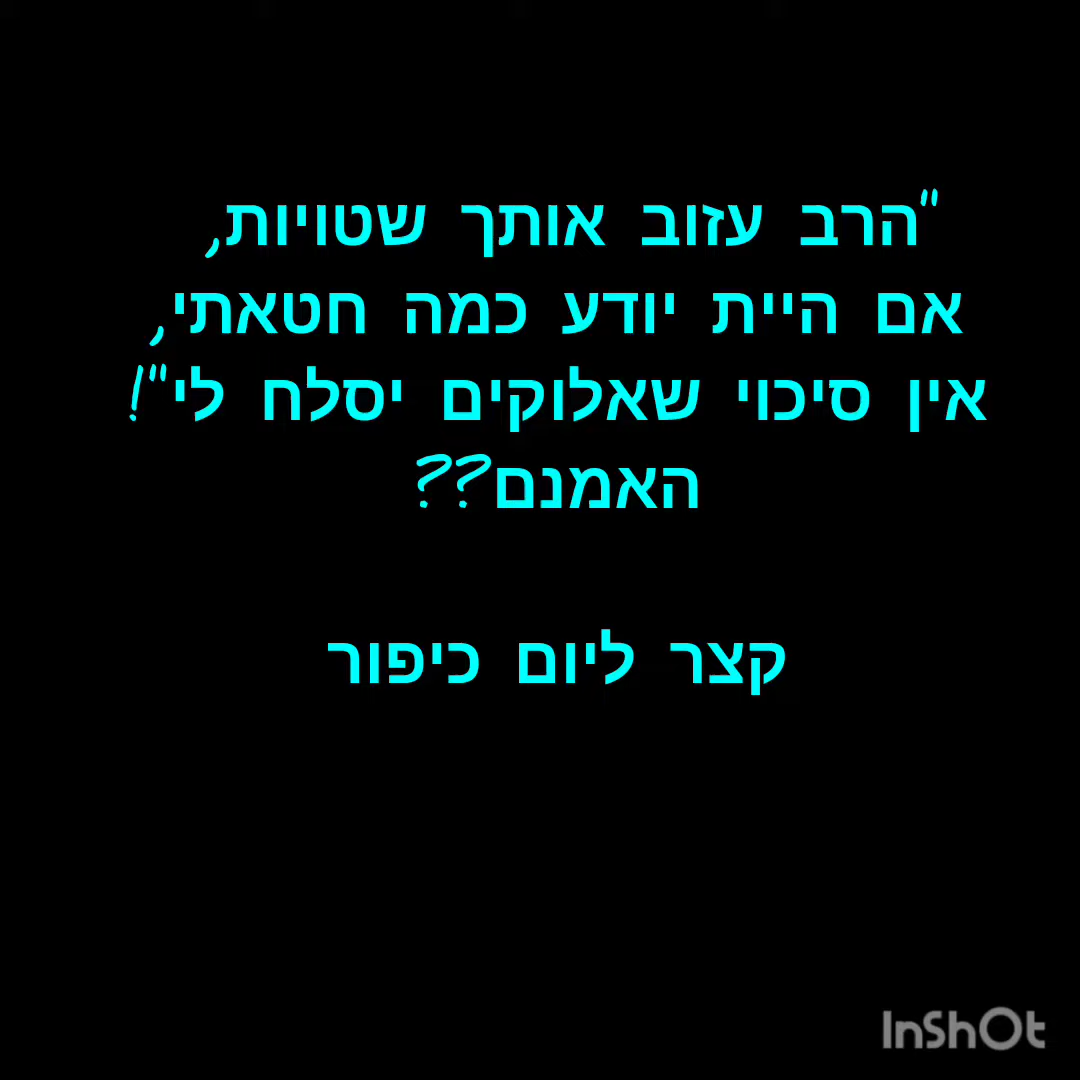 "הרב עזוב אותך שטויות,
אם היית יודע כמה חטאתי,
אין סיכוי שאלוקים יסלח לי"!
האמנם??
קצר ליום כיפור
InShOt